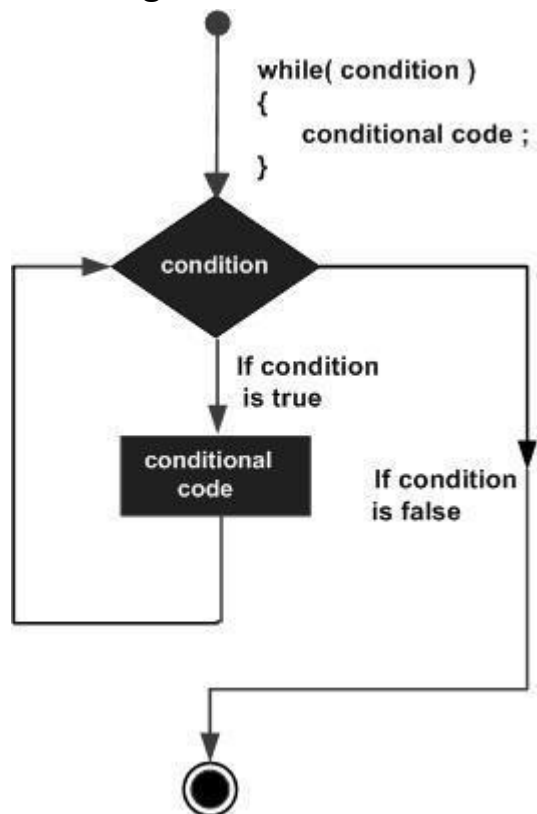 while( condition )
{
conditional code ;
}
condition
If condition
is true
conditional
code
If condition
is false